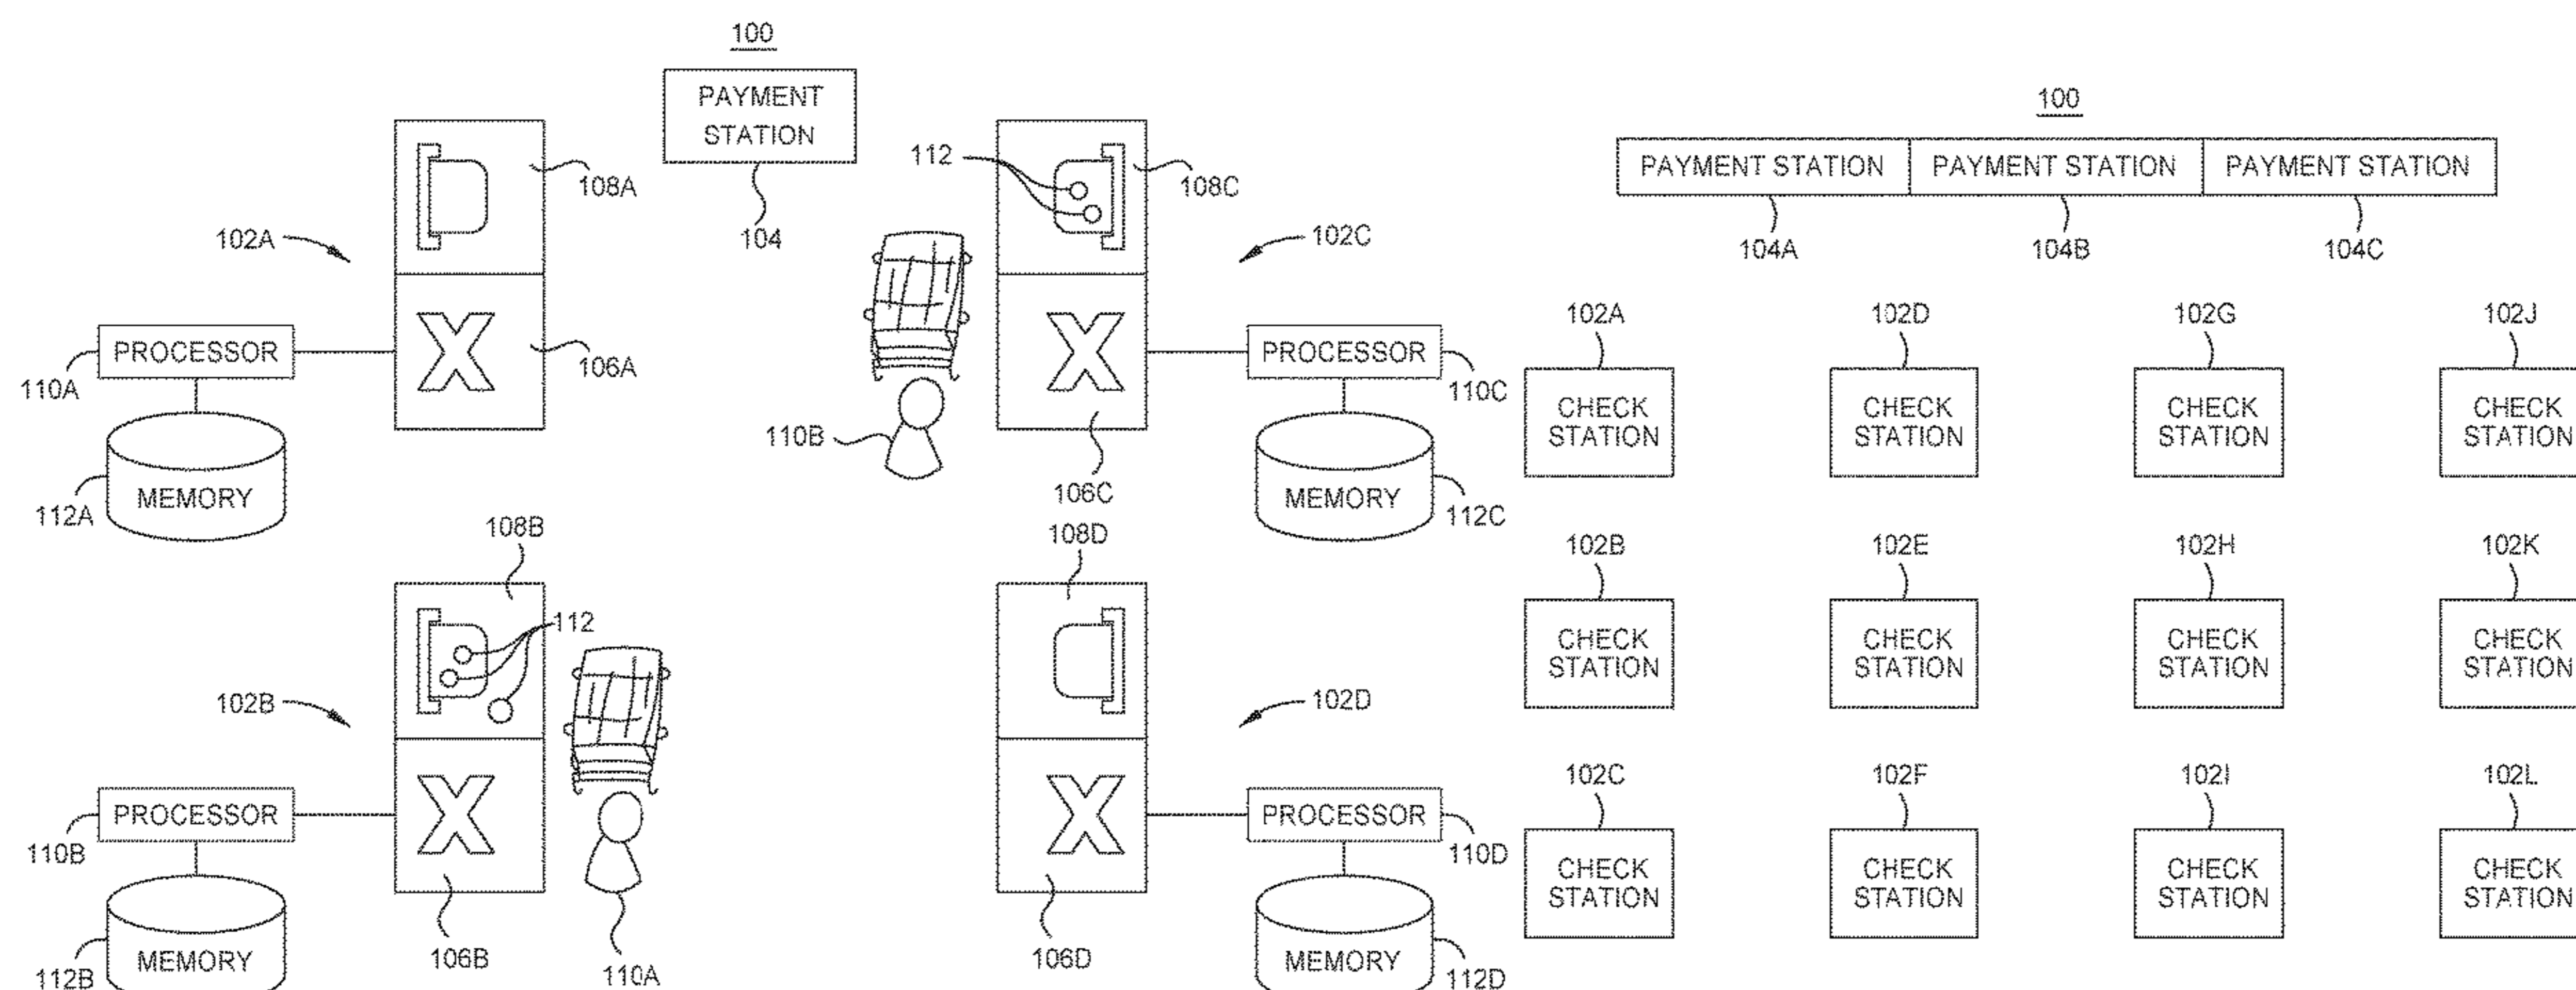 100
PAYMENT
STATION
104
108A
102A
PROCESSOR
110A
106A
MEMORY
112A
112
108C
102C
PROCESSOR
110C
110B
106C
MEMORY
112C
108B
112
102B
PROCESSOR
110B
MEMORY
112B
106B
110A
108D
102D
PROCESSOR
110D
106D
MEMORY
112D
100
PAYMENT STATION PAYMENT STATION PAYMENT STATION
104A 104B 104C
102A 102D 102G 102J
CHECK CHECK CHECK CHECK
STATION STATION STATION STATION
102B 102E 102H 102K
CHECK CHECK CHECK CHECK
STATION STATION STATION STATION
102C 102F 102I 102L
CHECK CHECK CHECK CHECK
STATION STATION STATION STATION
X
X
X
X